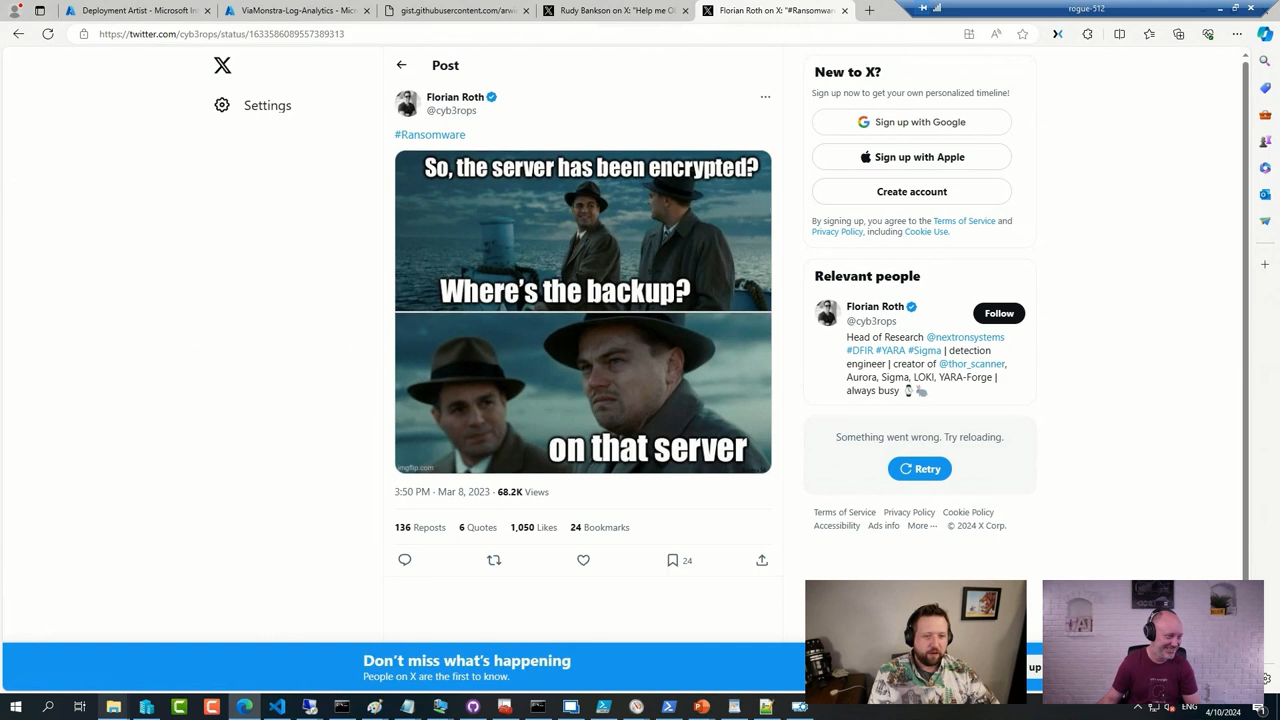 Deployment Artist - Microsoft In
ViaMonstra-Log-Analytics - Micr
gist.githubusercontent.com/arwi
Rudy Bankson on X: "Help me Ol
Florian Roth on X: "#Ransomwar
rogue-512
https://twitter.com/cyb3rops/status/1633586089557389313
Settings
Post
Florian Roth
@cyb3rops
#Ransomware
So, the server has been encrypted?
Where's the backup?
on that server
imgflip.com
3:50 PM · Mar 8, 2023 · 68.2K Views
136 Reposts 6 Quotes 1,050 Likes 24 Bookmarks
24
New to X?
Sign up now to get your own personalized timeline!
Sign up with Google
Sign up with Apple
Create account
By signing up, you agree to the Terms of Service and
Privacy Policy, including Cookie Use.
Relevant people
Florian Roth
@cyb3rops
Follow
Head of Research @nextronsystems
#DFIR #YARA #Sigma | detection
engineer | creator of @thor_scanner,
Aurora, Sigma, LOKI, YARA-Forge |
always busy
Something went wrong. Try reloading.
Retry
Terms of Service Privacy Policy Cookie Policy
Accessibility Ads info More ··· © 2024 X Corp.
Don't miss what's happening
People on X are the first to know.
up
ENG
4/10/2024